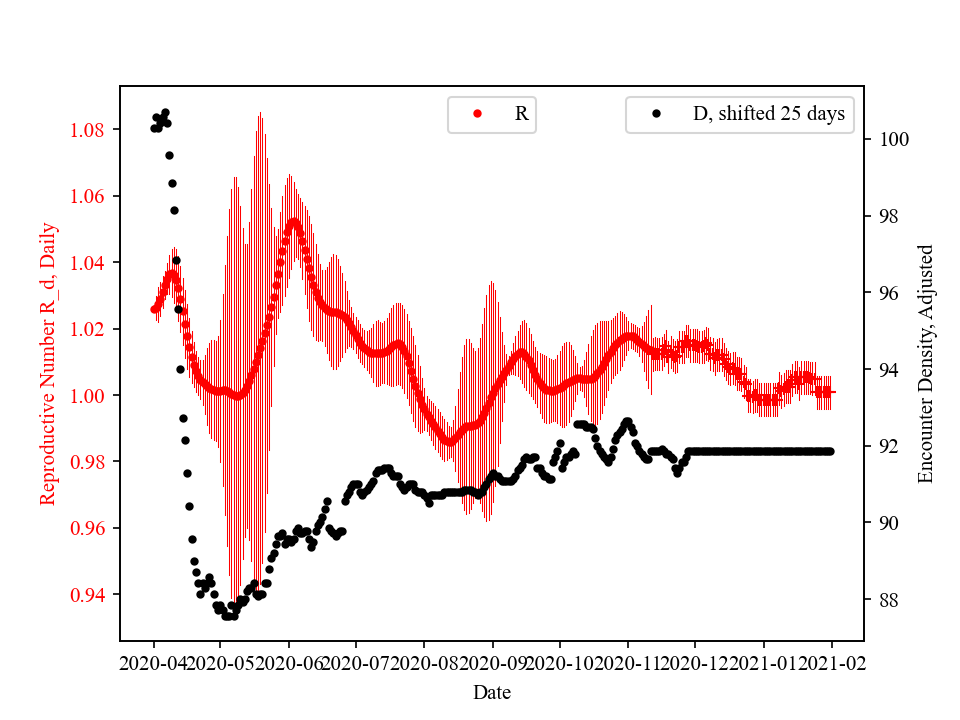 R
D, shifted 25 days
1.08
1.06
1.04
1.02
1.00
0.98
0.96
0.94
Reproductive Number R_d, Daily
100
98
96
94
92
90
88
Encounter Density, Adjusted
2020-04 2020-05 2020-06 2020-07 2020-08 2020-09 2020-10 2020-11 2020-12 2021-01 2021-02
Date